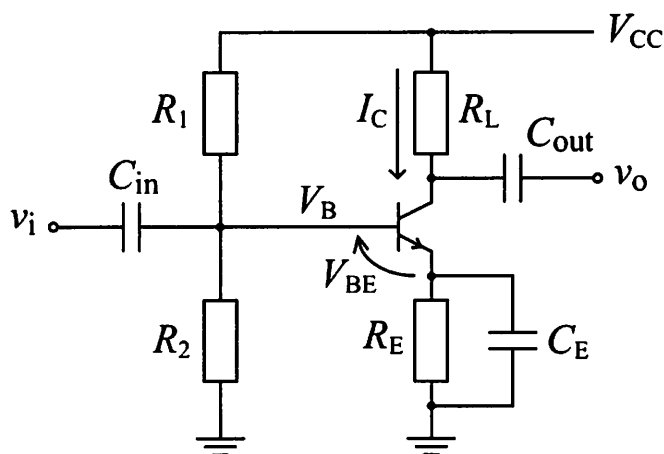 V_CC
R_1
I_C
R_L
C_out
C_in
v_o
v_i
V_B
V_BE
R_2
R_E
C_E